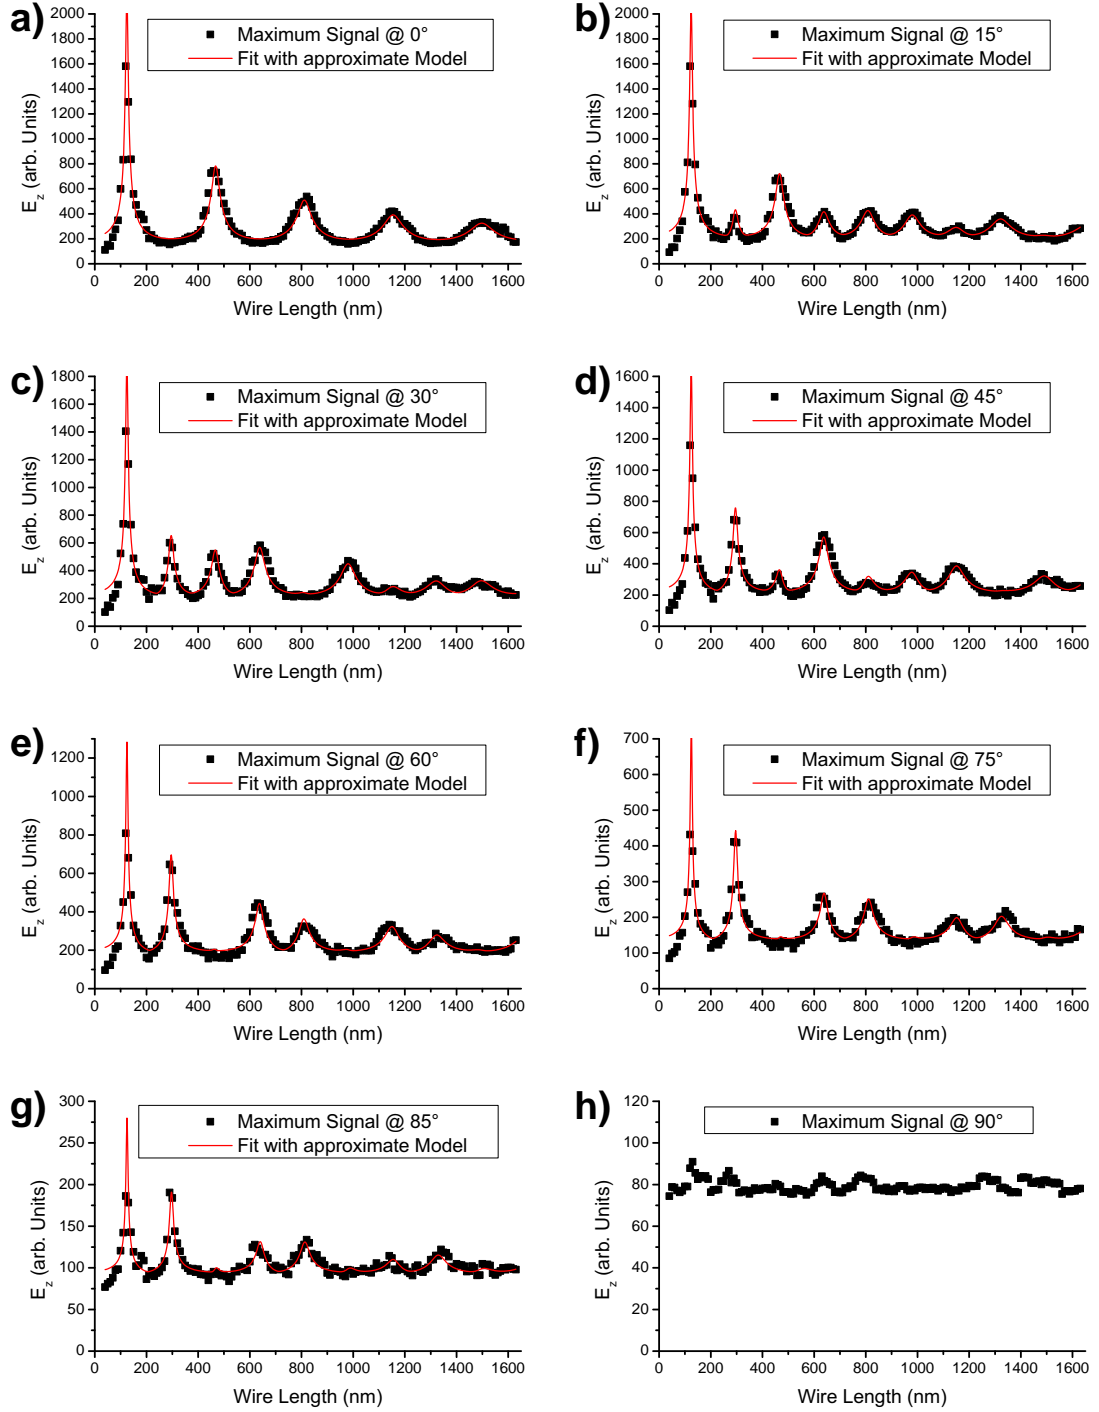 a)
Maximum Signal @ 0°
Fit with approximate Model
2000
1800
1600
1400
1200
1000
800
600
400
200
0
E_z (arb. Units)
0 200 400 600 800 1000 1200 1400 1600
Wire Length (nm)
b)
Maximum Signal @ 15°
Fit with approximate Model
2000
1800
1600
1400
1200
1000
800
600
400
200
0
E_z (arb. Units)
0 200 400 600 800 1000 1200 1400 1600
Wire Length (nm)
c)
Maximum Signal @ 30°
Fit with approximate Model
1800
1600
1400
1200
1000
800
600
400
200
0
E_z (arb. Units)
0 200 400 600 800 1000 1200 1400 1600
Wire Length (nm)
d)
Maximum Signal @ 45°
Fit with approximate Model
1600
1400
1200
1000
800
600
400
200
0
E_z (arb. Units)
0 200 400 600 800 1000 1200 1400 1600
Wire Length (nm)
e)
Maximum Signal @ 60°
Fit with approximate Model
1200
1000
800
600
400
200
0
E_z (arb. Units)
0 200 400 600 800 1000 1200 1400 1600
Wire Length (nm)
f)
Maximum Signal @ 75°
Fit with approximate Model
700
600
500
400
300
200
100
0
E_z (arb. Units)
0 200 400 600 800 1000 1200 1400 1600
Wire Length (nm)
g)
Maximum Signal @ 85°
Fit with approximate Model
300
250
200
150
100
50
0
E_z (arb. Units)
0 200 400 600 800 1000 1200 1400 1600
Wire Length (nm)
h)
Maximum Signal @ 90°
120
100
80
60
40
20
0
E_z (arb. Units)
0 200 400 600 800 1000 1200 1400 1600
Wire Length (nm)